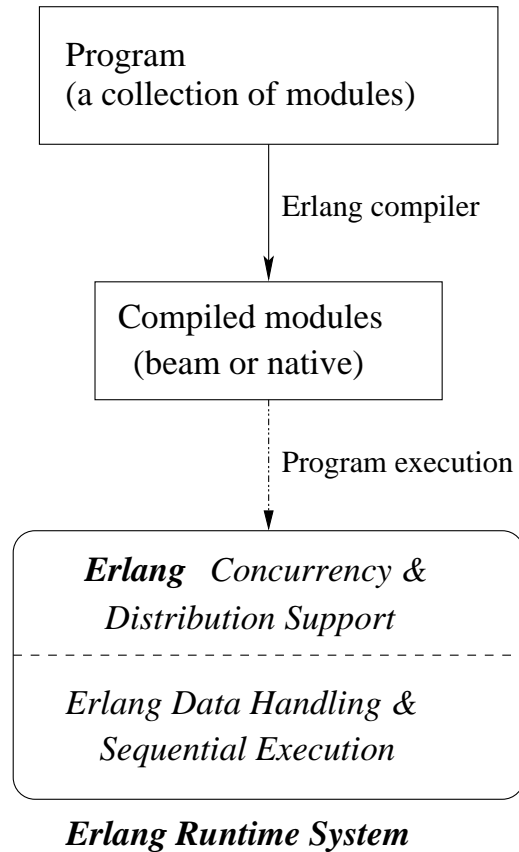 Program
(a collection of modules)
Erlang compiler
Compiled modules
(beam or native)
Program execution
Erlang Concurrency &
Distribution Support
Erlang Data Handling &
Sequential Execution
Erlang Runtime System